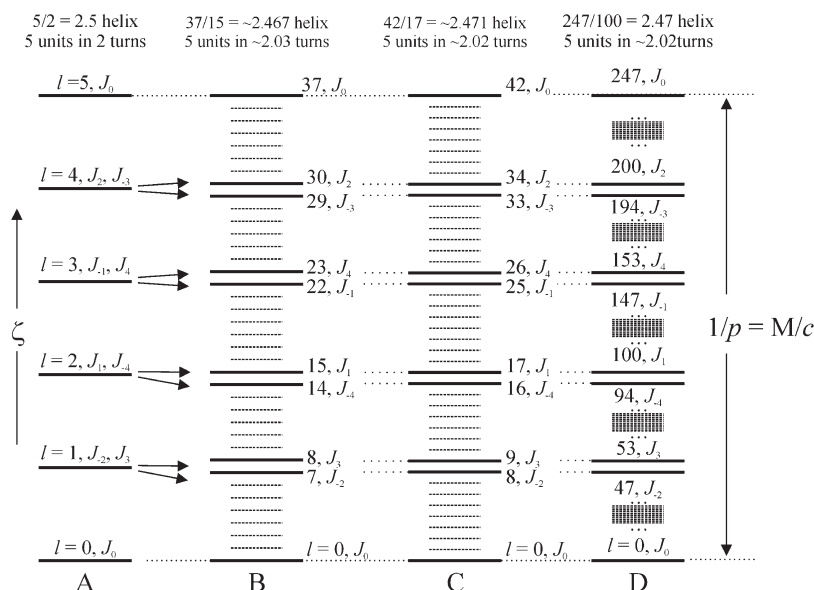 5/2 = 2.5 helix
5 units in 2 turns
37/15 = ~2.467 helix
5 units in ~2.03 turns
42/17 = ~2.471 helix
5 units in ~2.02 turns
247/100 = 2.47 helix
5 units in ~2.02turns
l =5, J₀
37, J₀
42, J₀
247, J₀
l = 4, J₂, J₋₃
30, J₂
29, J₋₃
34, J₂
33, J₋₃
200, J₂
194, J₋₃
l = 3, J₋₁, J₄
23, J₄
22, J₋₁
26, J₄
25, J₋₁
153, J₄
147, J₋₁
ζ
1/p = M/c
l = 2, J₁, J₋₄
15, J₁
14, J₋₄
17, J₁
16, J₋₄
100, J₁
94, J₋₄
l = 1, J₋₂, J₃
8, J₃
7, J₋₂
9, J₃
8, J₋₂
53, J₃
47, J₋₂
l = 0, J₀
l = 0, J₀
l = 0, J₀
l = 0, J₀
A
B
C
D